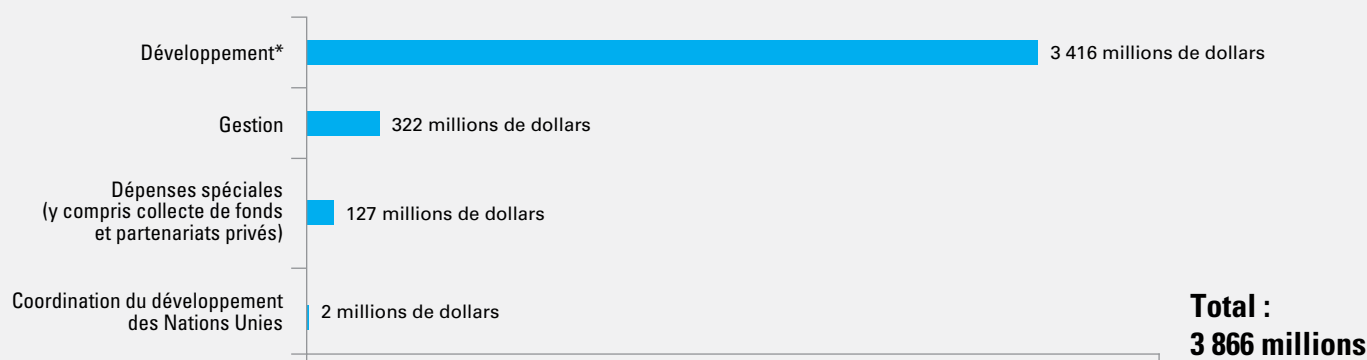 Développement*
3 416 millions de dollars
Gestion
322 millions de dollars
Dépenses spéciales
(y compris collecte de fonds
et partenariats privés)
127 millions de dollars
Coordination du développement
des Nations Unies
2 millions de dollars
Total :
3 866 millions